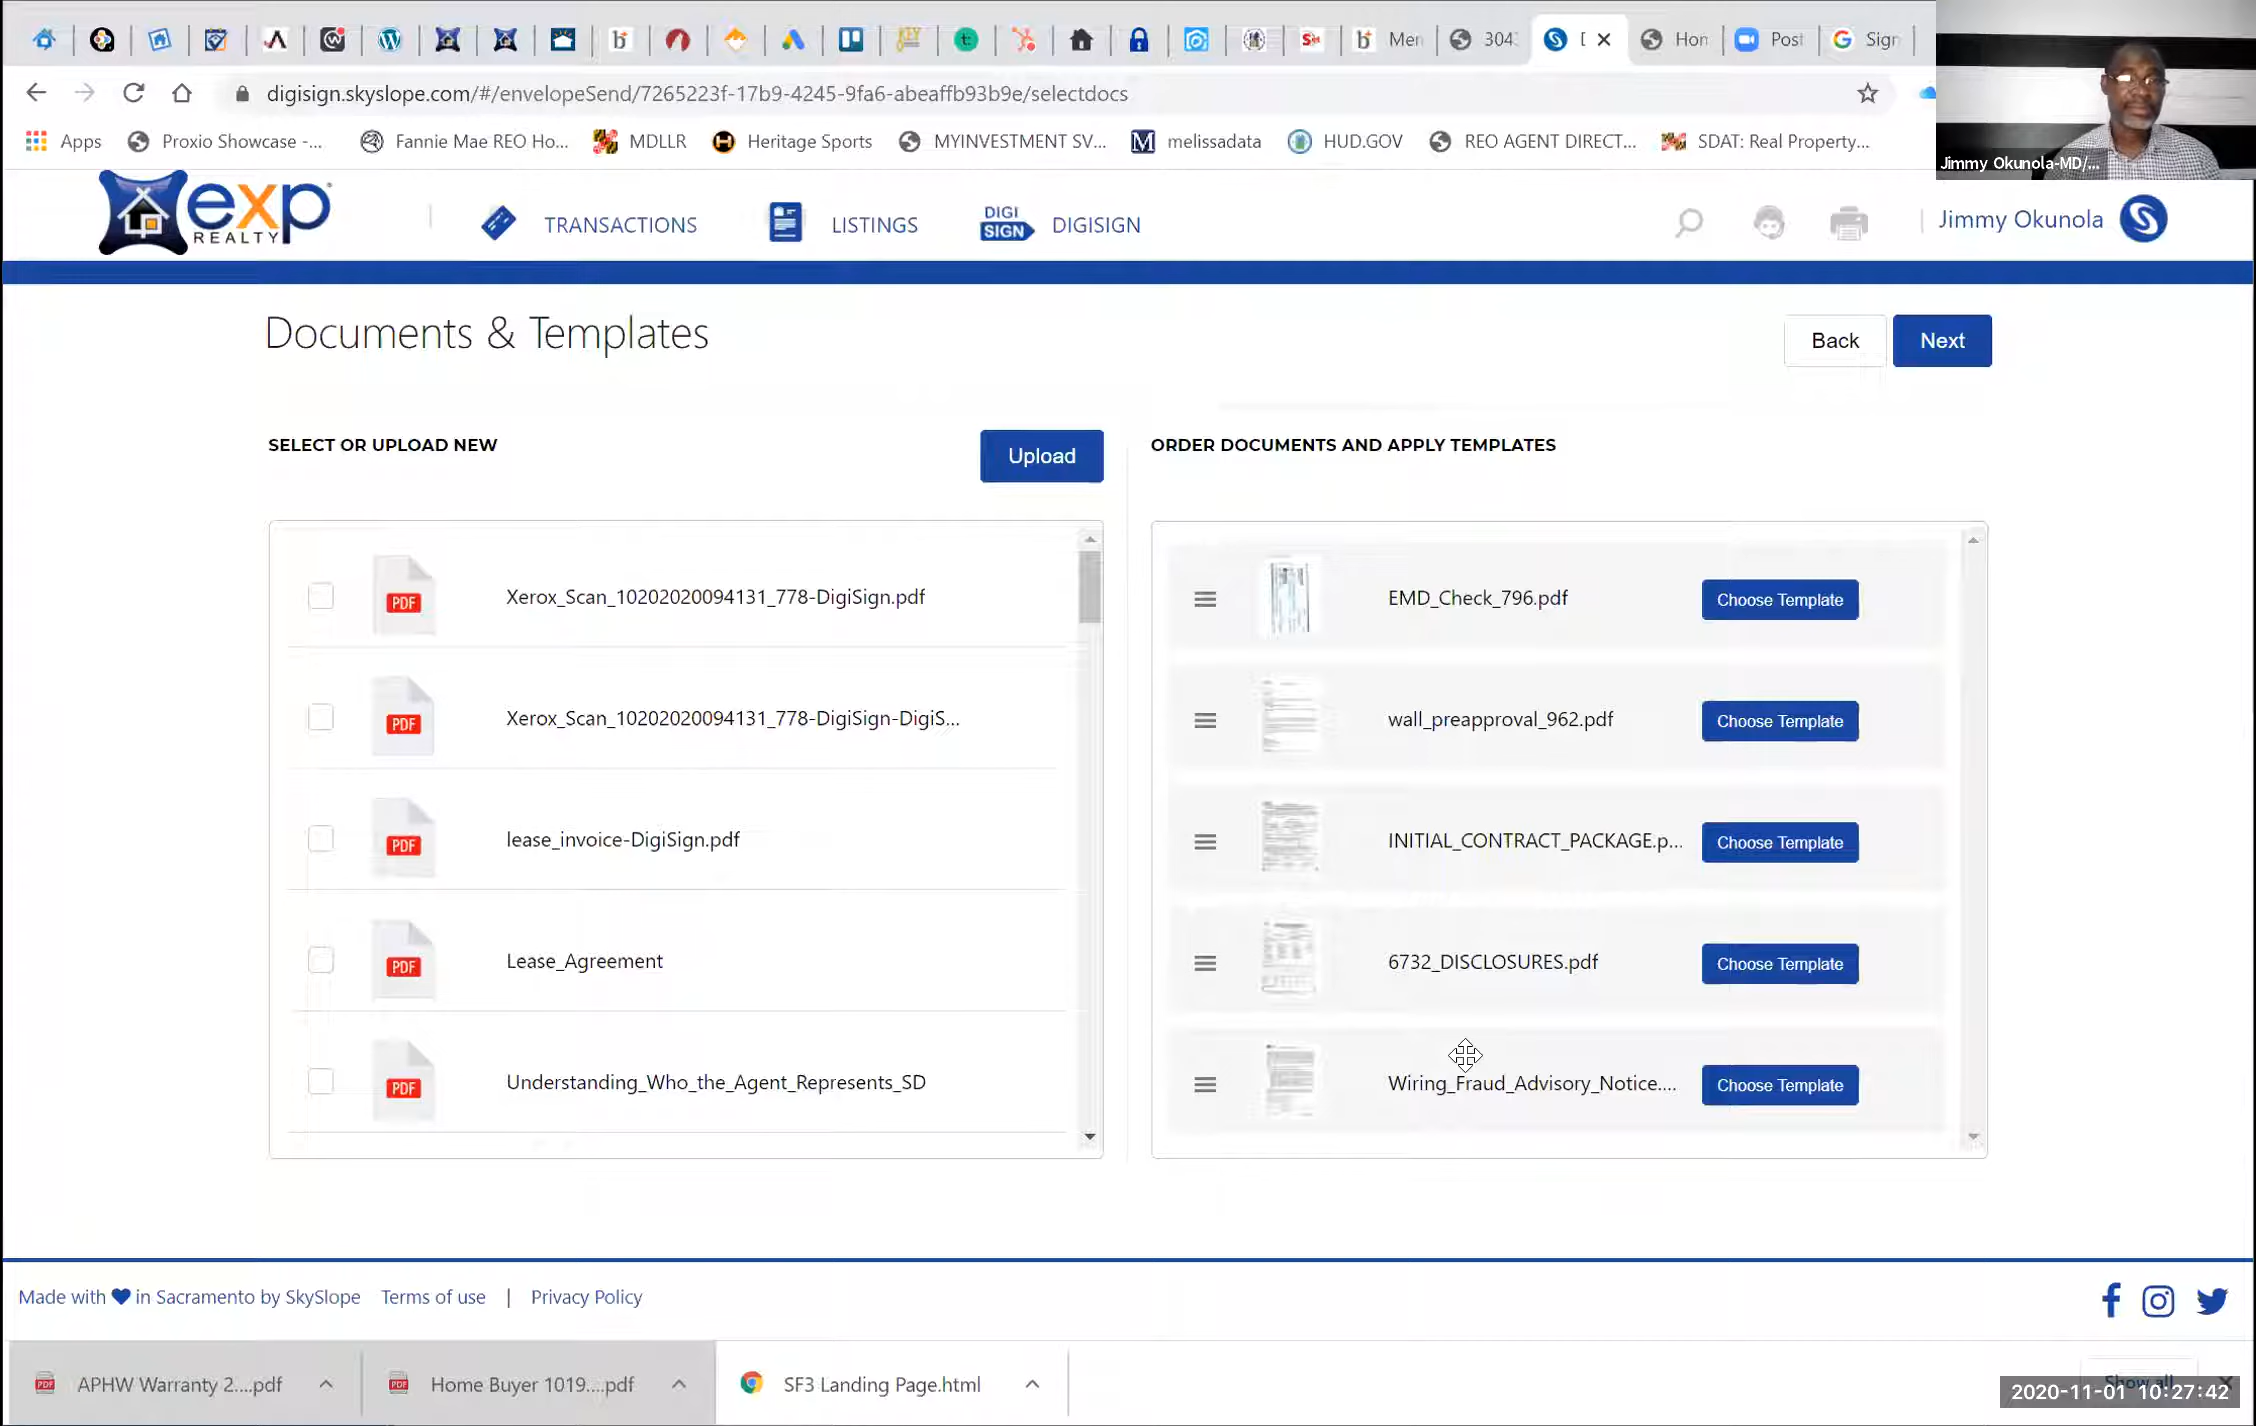 Men
304
Hon
Post
Sign
digisign.skyslope.com/#/envelopeSend/7265223f-17b9-4245-9fa6-abeaffb93b9e/selectdocs
Apps
Proxio Showcase -...
Fannie Mae REO Ho...
MDLLR
Heritage Sports
MYINVESTMENT SV...
melissadata
HUD.GOV
REO AGENT DIRECT...
SDAT: Real Property...
Jimmy Okunola-MD/...
exp
REALTY
TRANSACTIONS
LISTINGS
DIGI
SIGN
DIGISIGN
Jimmy Okunola
Documents & Templates
Back
Next
SELECT OR UPLOAD NEW
Upload
ORDER DOCUMENTS AND APPLY TEMPLATES
PDF
Xerox_Scan_10202020094131_778-DigiSign.pdf
PDF
Xerox_Scan_10202020094131_778-DigiSign-DigiS...
PDF
lease_invoice-DigiSign.pdf
PDF
Lease_Agreement
PDF
Understanding_Who_the_Agent_Represents_SD
EMD_Check_796.pdf
Choose Template
wall_preapproval_962.pdf
Choose Template
INITIAL_CONTRACT_PACKAGE.p...
Choose Template
6732_DISCLOSURES.pdf
Choose Template
Wiring_Fraud_Advisory_Notice....
Choose Template
Made with in Sacramento by SkySlope
Terms of use
|
Privacy Policy
PDF
APHW Warranty 2....pdf
PDF
Home Buyer 1019....pdf
SF3 Landing Page.html
Show all
2020-11-01 10:27:42